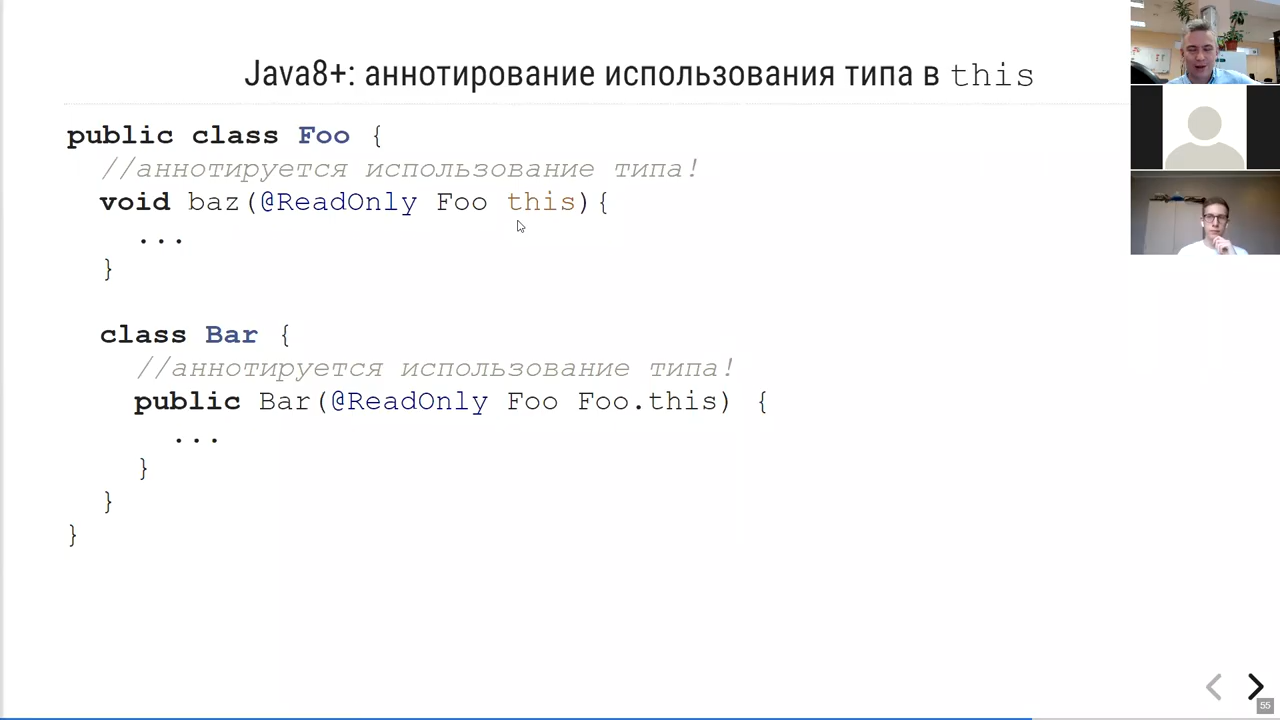 Java8+: аннотирование использования типа в this
public class Foo {
//аннотируется использование типа!
void baz(@ReadOnly Foo this){
...
}
class Bar {
//аннотируется использование типа!
public Bar(@ReadOnly Foo Foo.this) {
...
}
}
}
55